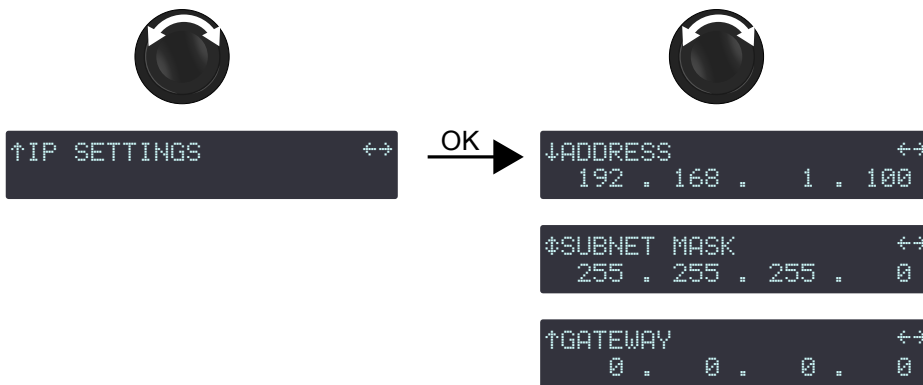 ↑IP SETTINGS ←→
OK
↓ADDRESS ←→
192 . 168 . 1 . 100
↕SUBNET MASK ←→
255 . 255 . 255 . 0
↑GATEWAY ←→
0 . 0 . 0 . 0